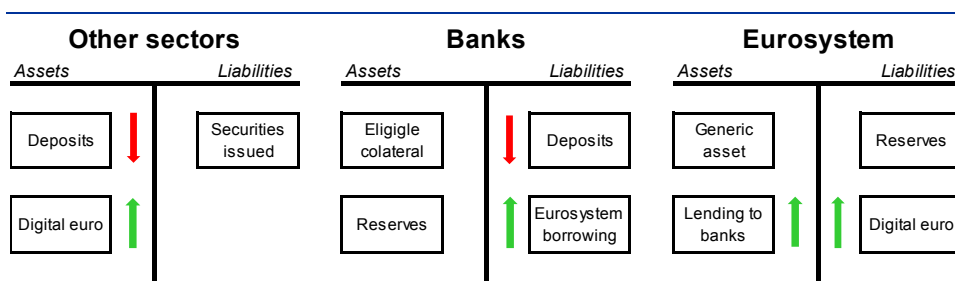 Other sectors
Banks
Eurosystem
Assets
Liabilities
Assets
Liabilities
Assets
Liabilities
Deposits
Securities
issued
Eligigle
colateral
Deposits
Generic
asset
Reserves
Digital euro
Reserves
Eurosystem
borrowing
Lending to
banks
Digital euro